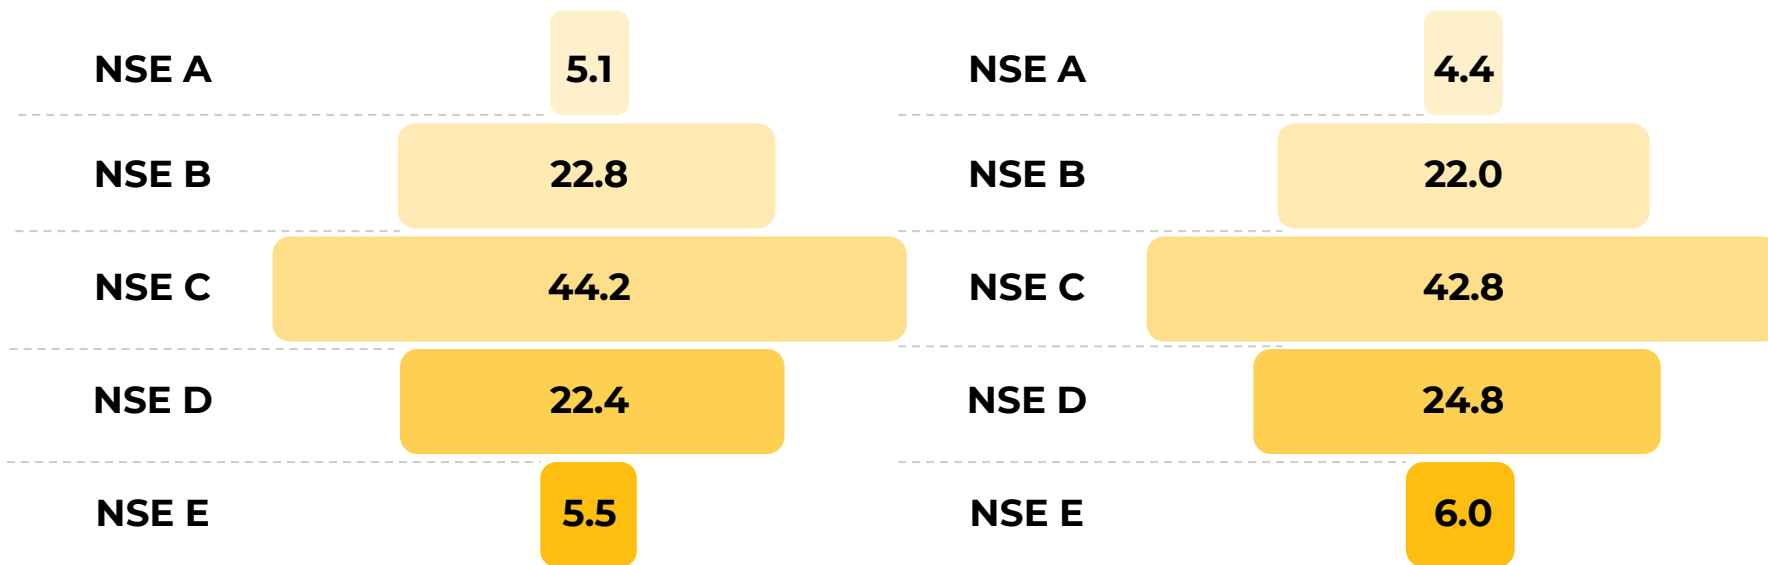 NSE A 5.1 NSE A 4.4
NSE B 22.8 NSE B 22.0
NSE C 44.2 NSE C 42.8
NSE D 22.4 NSE D 24.8
NSE E 5.5 NSE E 6.0